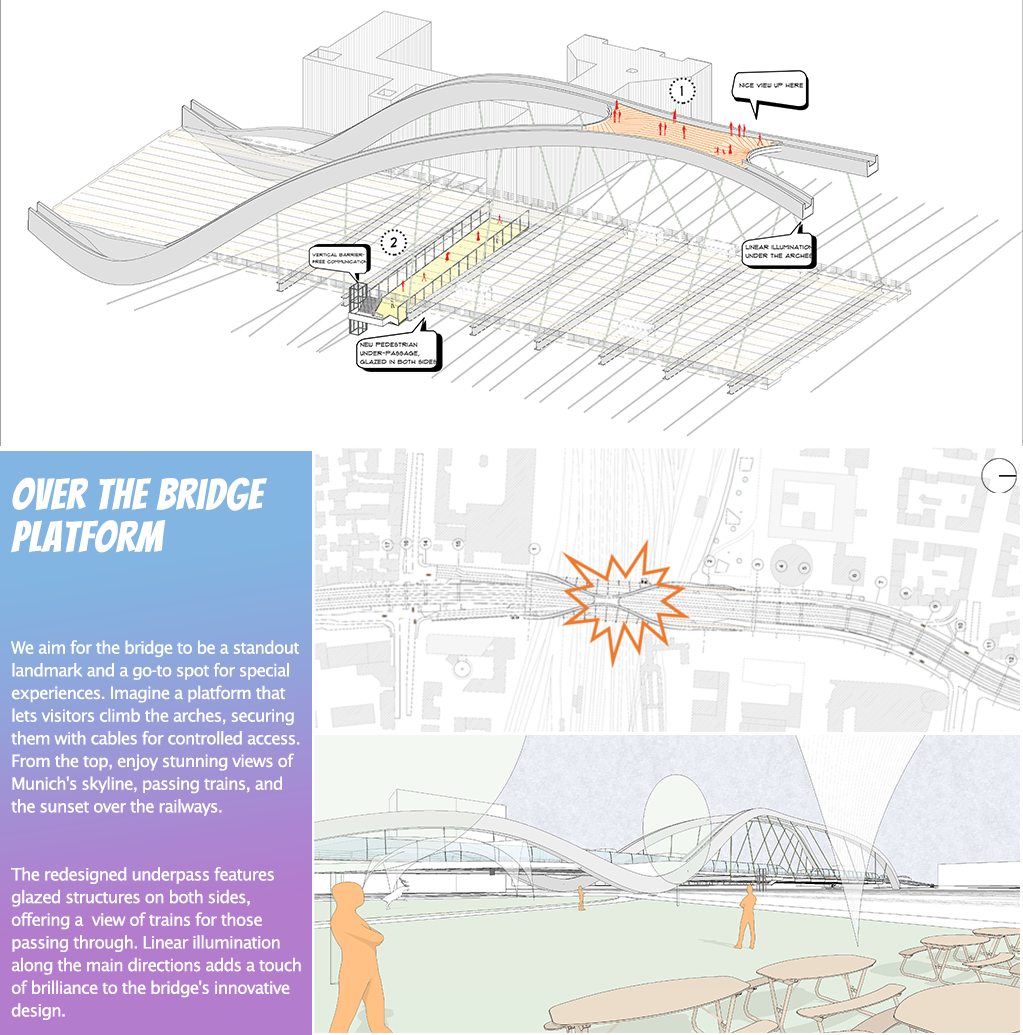 1
NICE VIEW UP HERE
2
VERTICAL BARRIER-
FREE COMMUNICATION
LINEAR ILLUMINATION
UNDER THE ARCHES
NEW PEDESTRIAN
UNDER-PASSAGE,
GLAZED IN BOTH SIDES
OVER THE BRIDGE
PLATFORM
We aim for the bridge to be a standout
landmark and a go-to spot for special
experiences. Imagine a platform that
lets visitors climb the arches, securing
them with cables for controlled access.
From the top, enjoy stunning views of
Munich's skyline, passing trains, and
the sunset over the railways.
The redesigned underpass features
glazed structures on both sides,
offering a  view of trains for those
passing through. Linear illumination
along the main directions adds a touch
of brilliance to the bridge's innovative
design.